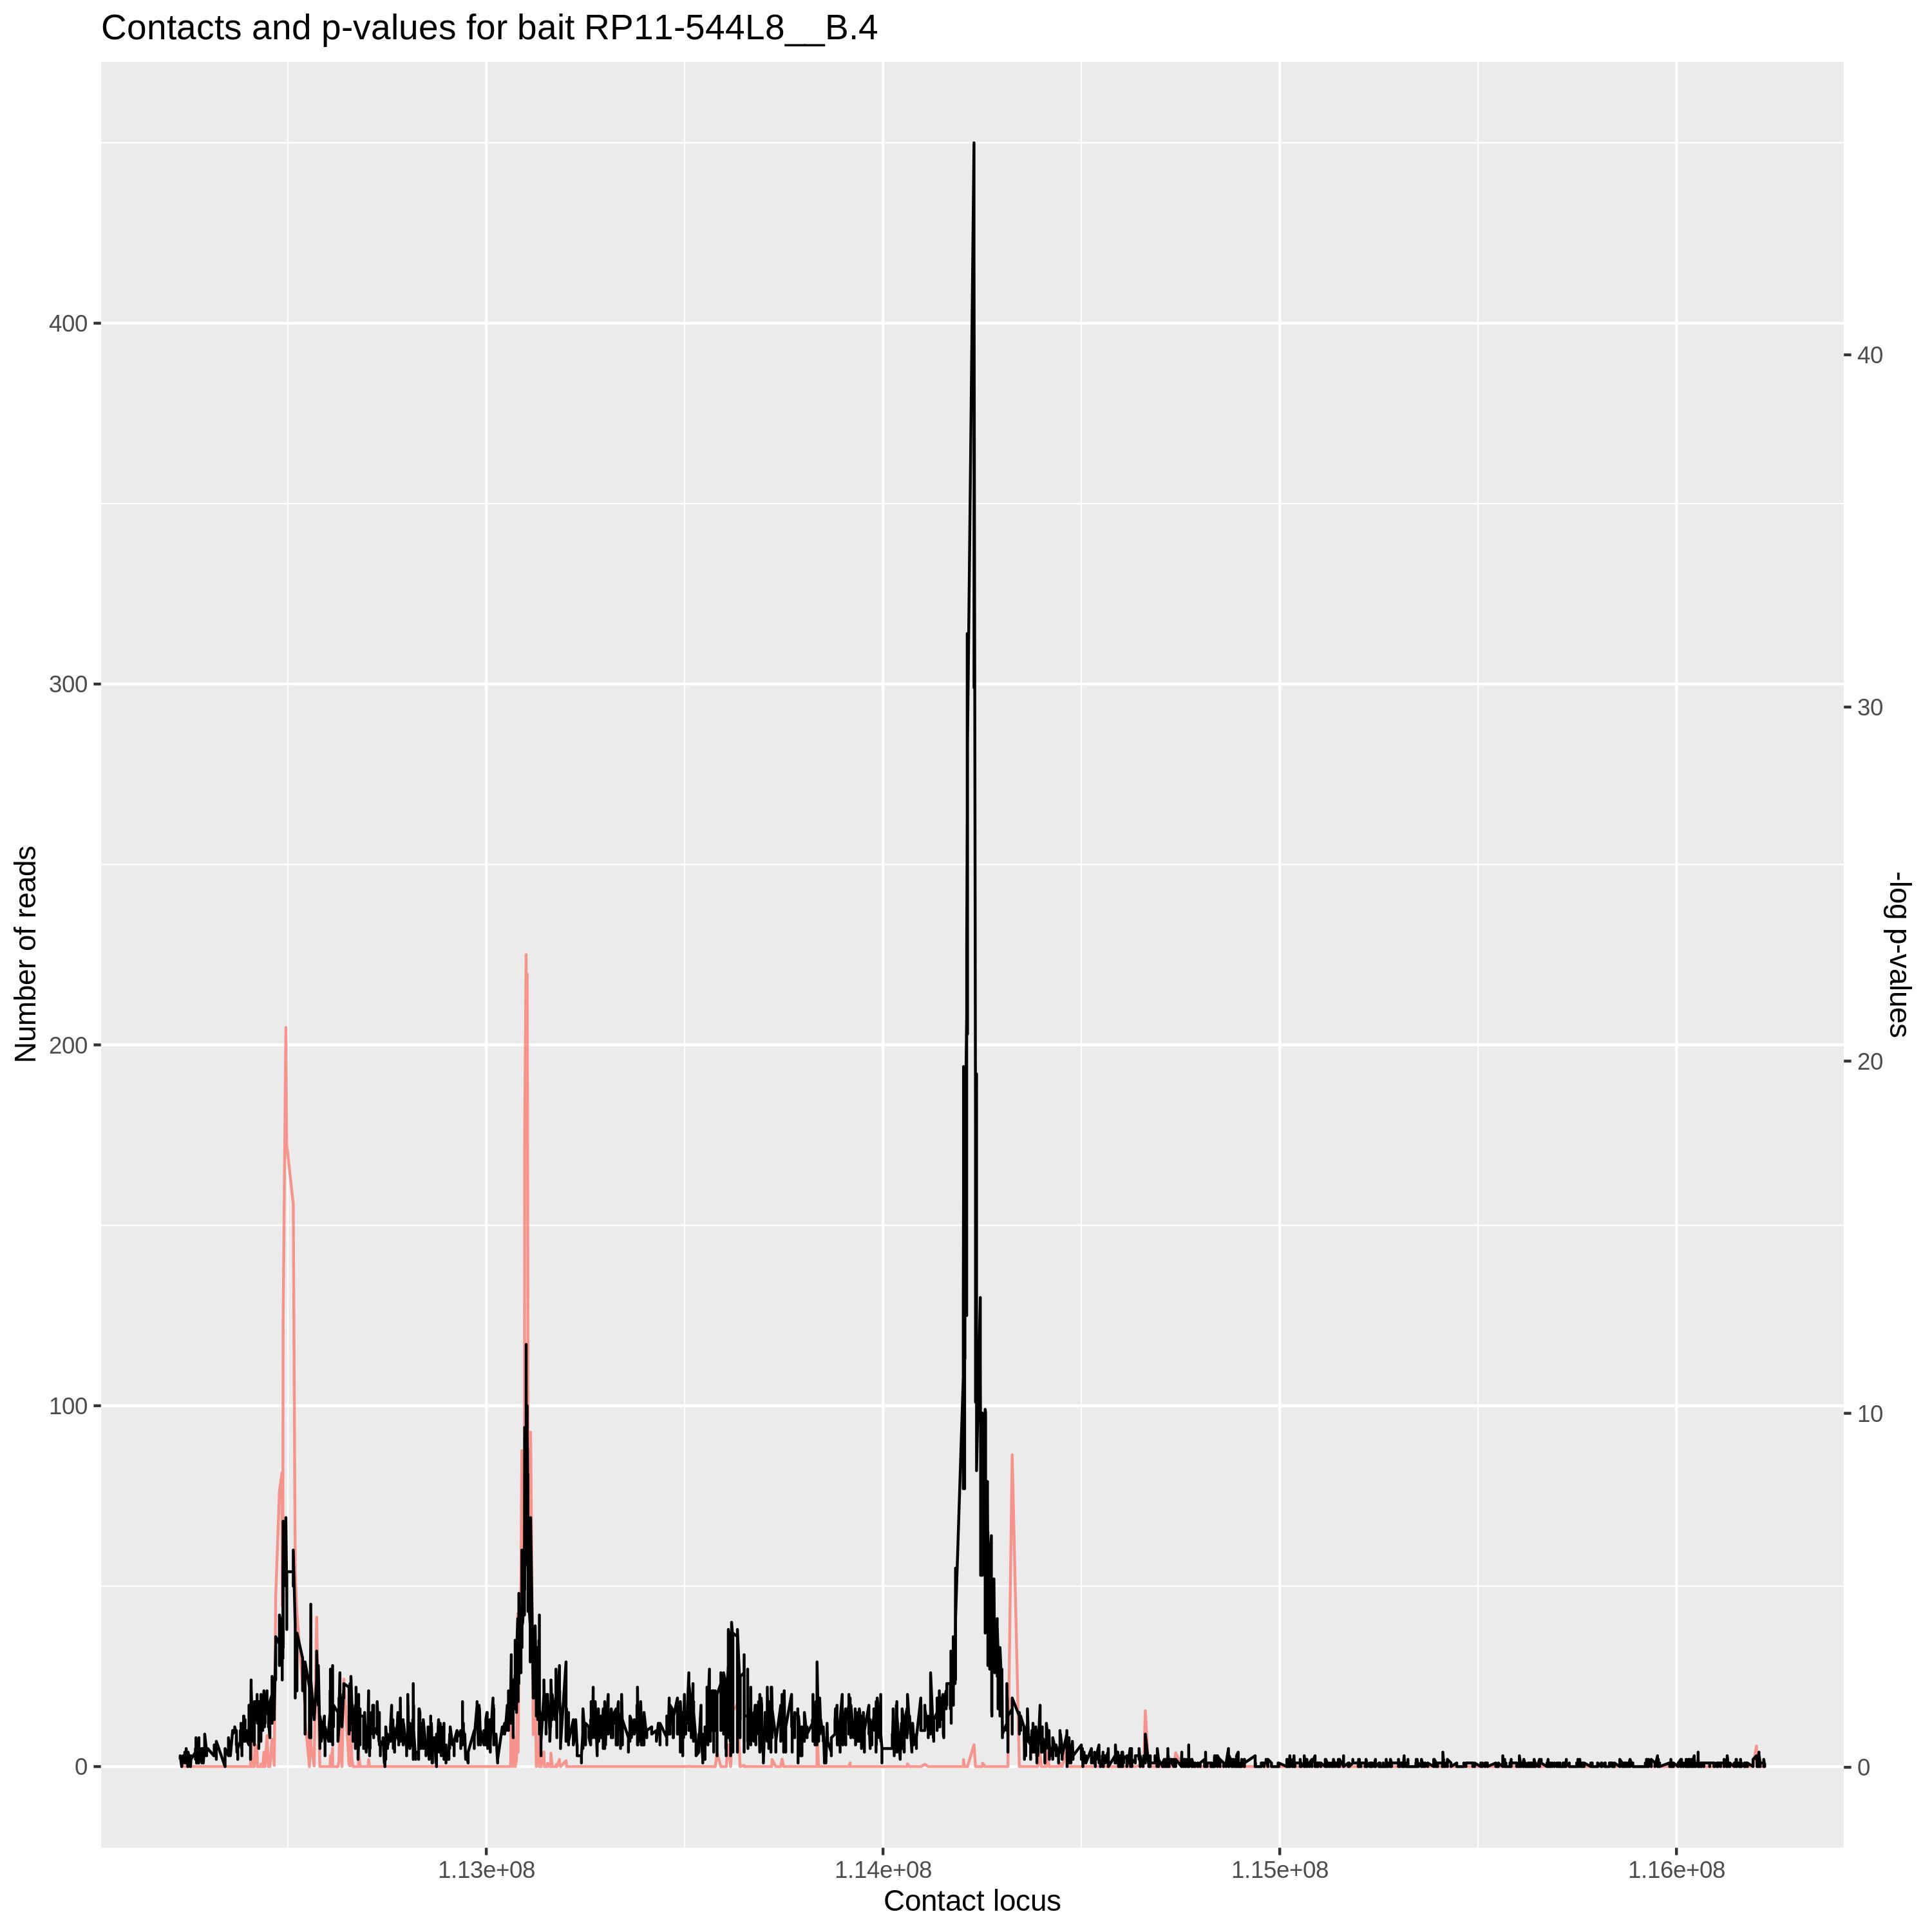 Contacts and p-values for bait RP11-544L8__B.4
Number of reads
400
300
200
100
0
40
30
20
10
0
-log p-values
1.13e+08
1.14e+08
1.15e+08
1.16e+08
Contact locus